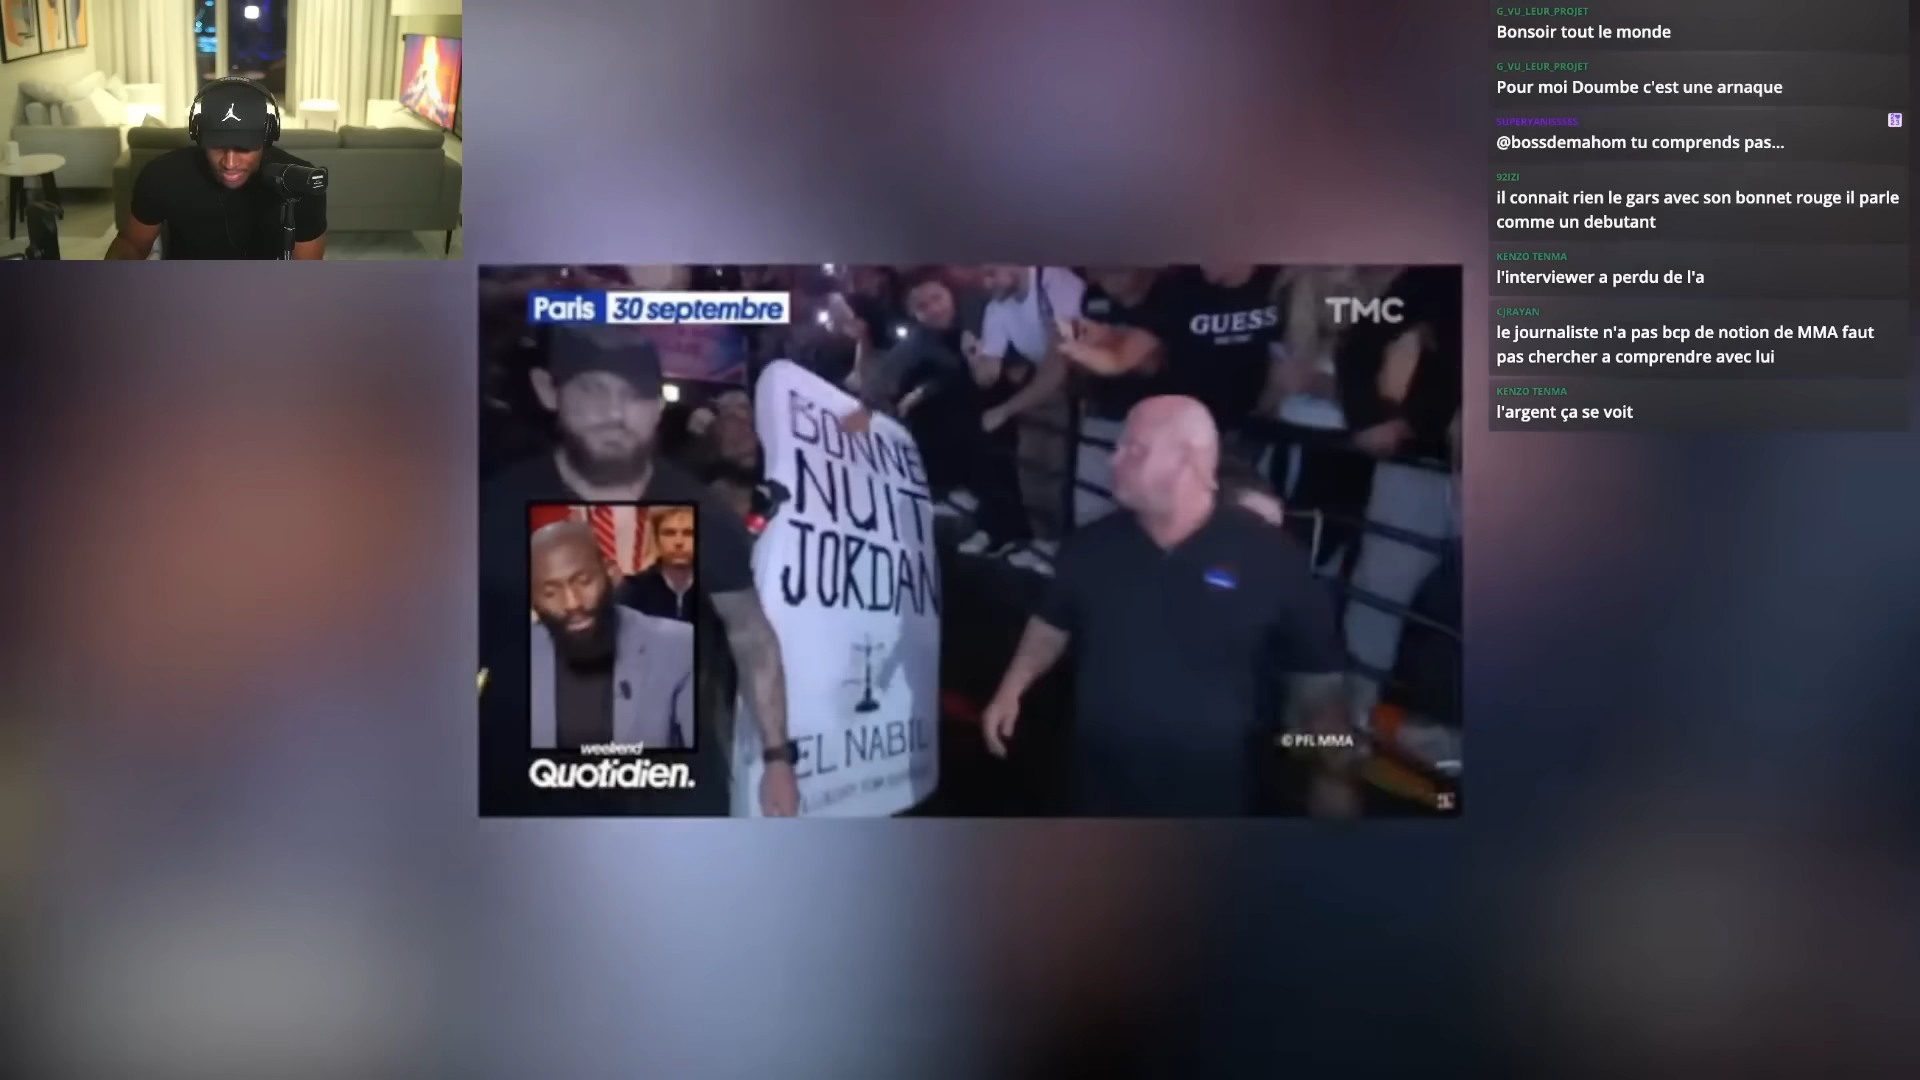 G_VU_LEUR_PROJET
Bonsoir tout le monde
G_VU_LEUR_PROJET
Pour moi Doumbe c'est une arnaque
SUPERYANISSSSS
@bossdemahom tu comprends pas...
92IZI
il connait rien le gars avec son bonnet rouge il parle
comme un debutant
KENZO TENMA
l'interviewer a perdu de l'a
CJRAYAN
le journaliste n'a pas bcp de notion de MMA faut
pas chercher a comprendre avec lui
KENZO TENMA
l'argent ça se voit
Paris 30 septembre
GUESS
TMC
BONNE
NUIT
JORDAN
EL NABIL
©PFL MMA
weekend
Quotidien.